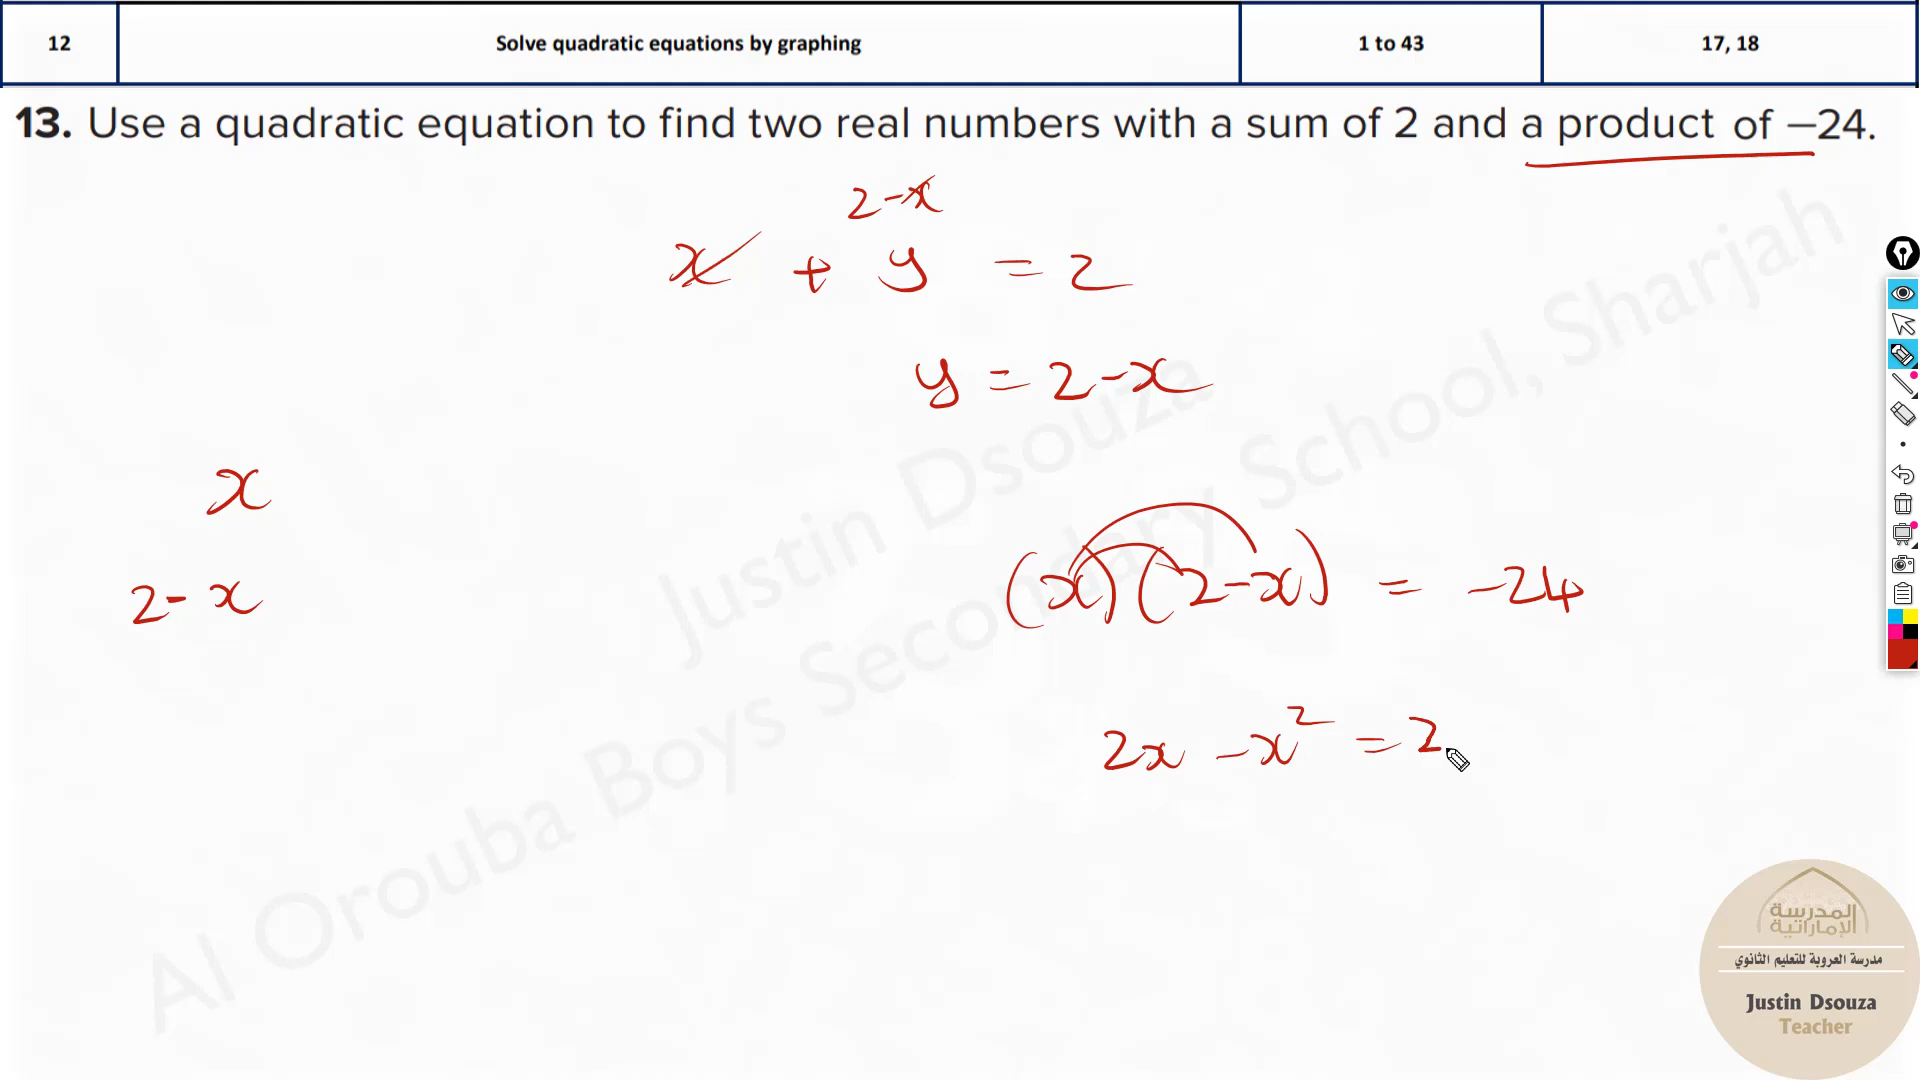 12 Solve quadratic equations by graphing 1 to 43 17, 18
13. Use a quadratic equation to find two real numbers with a sum of 2 and a product of −24.
2-x
x + y = 2
y = 2-x
x
(x)(2-x) = -24
2- x
2x -x² = 2
Justin Dsouza
Al Orouba Boys Secondary School, Sharjah
المدرسة
الإماراتية
مدرسة العروبة للتعليم الثانوي
Justin Dsouza
Teacher